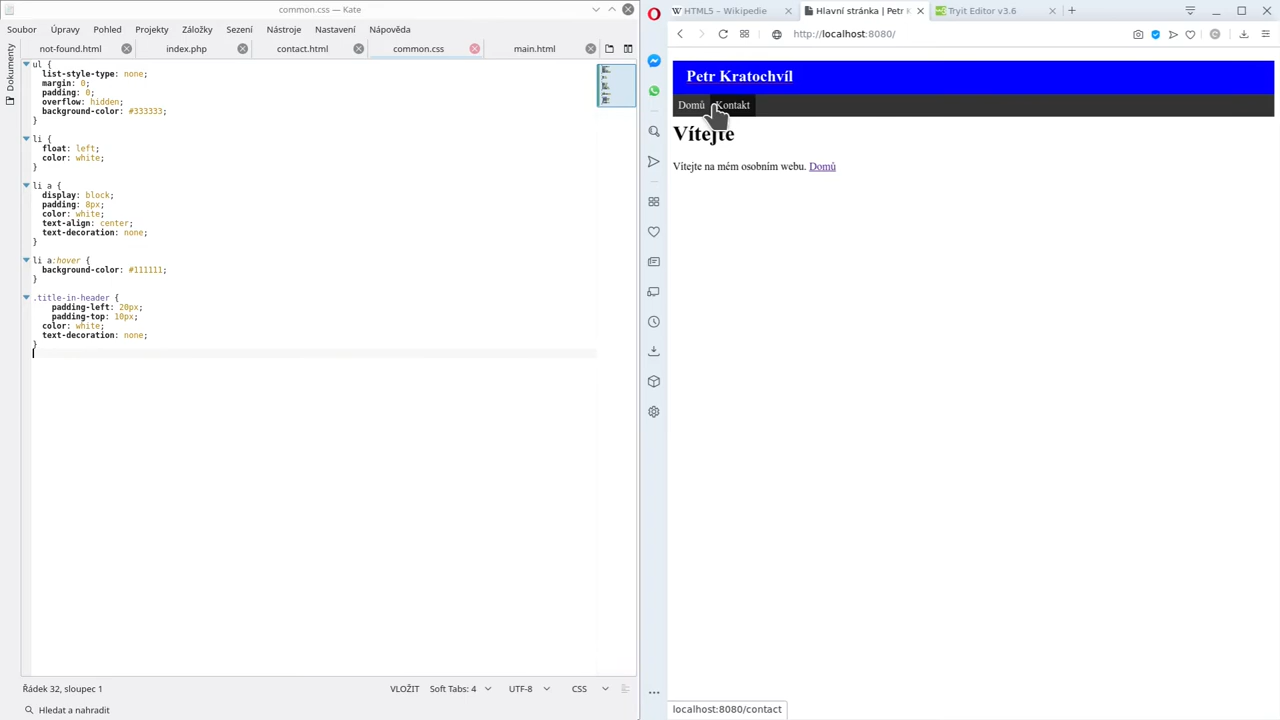 common.css — Kate
Soubor Úpravy Pohled Projekty Záložky Sezení Nástroje Nastavení Nápověda
not-found.html index.php contact.html common.css main.html
Dokumenty
ul {
list-style-type: none;
margin: 0;
padding: 0;
overflow: hidden;
background-color: #333333;
}
li {
float: left;
color: white;
}
li a {
display: block;
padding: 8px;
color: white;
text-align: center;
text-decoration: none;
}
li a:hover {
background-color: #111111;
}
.title-in-header {
padding-left: 20px;
padding-top: 10px;
color: white;
text-decoration: none;
}
Řádek 32, sloupec 1
VLOŽIT Soft Tabs: 4 UTF-8 CSS
Hledat a nahradit
HTML5 – Wikipedie Hlavní stránka | Petr Tryit Editor v3.6
http://localhost:8080/
Petr Kratochvíl
Domů Kontakt
Vítejte
Vítejte na mém osobním webu. Domů
localhost:8080/contact